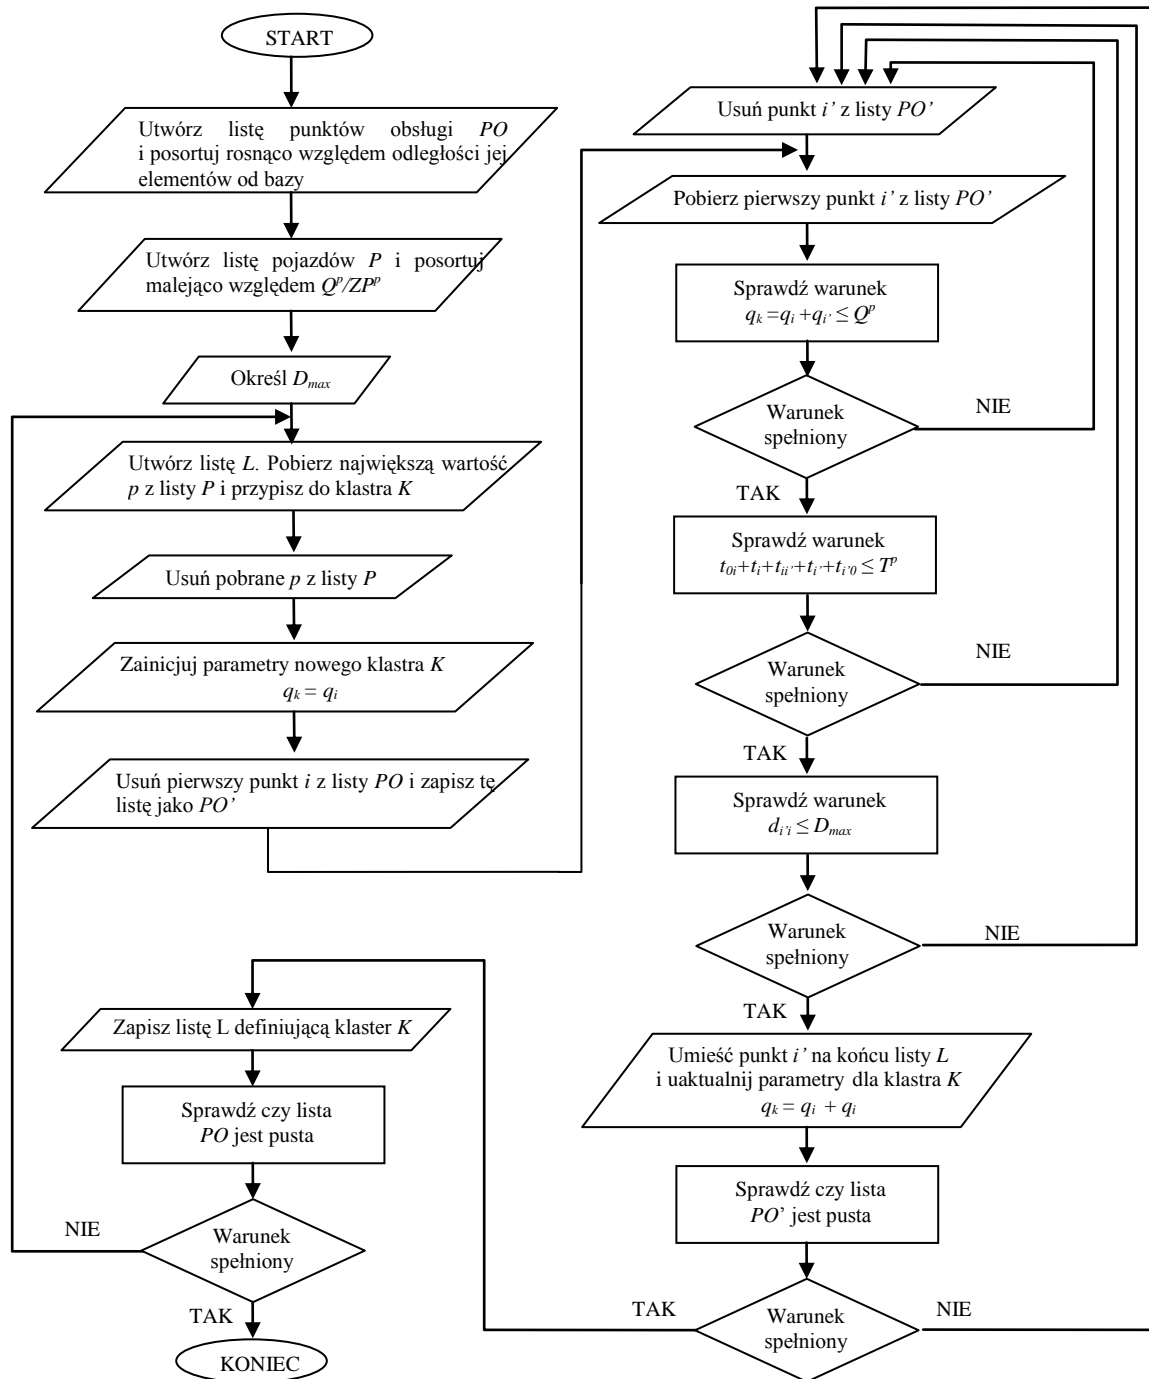 START
Utwórz listę punktów obsługi PO
i posortuj rosnąco względem odległości jej
elementów od bazy
Utwórz listę pojazdów P i posortuj
malejąco względem Q^p/ZP^p
Określ D_max
Utwórz listę L. Pobierz największą wartość
p z listy P i przypisz do klastra K
Usuń pobrane p z listy P
Zainicjuj parametry nowego klastra K
q_k = q_i
Usuń pierwszy punkt i z listy PO i zapisz tę
listę jako PO'
Usuń punkt i' z listy PO'
Pobierz pierwszy punkt i' z listy PO'
Sprawdź warunek
q_k = q_i + q_i' ≤ Q^p
Warunek
spełniony
NIE
TAK
Sprawdź warunek
t_0i + t_i + t_ii' + t_i' + t_i'0 ≤ T^p
Warunek
spełniony
NIE
TAK
Sprawdź warunek
d_i'i ≤ D_max
Warunek
spełniony
NIE
TAK
Umieść punkt i' na końcu listy L
i uaktualnij parametry dla klastra K
q_k = q_i + q_i
Sprawdź czy lista
PO' jest pusta
Warunek
spełniony
NIE
TAK
Zapisz listę L definiującą klaster K
Sprawdź czy lista
PO jest pusta
Warunek
spełniony
NIE
TAK
KONIEC